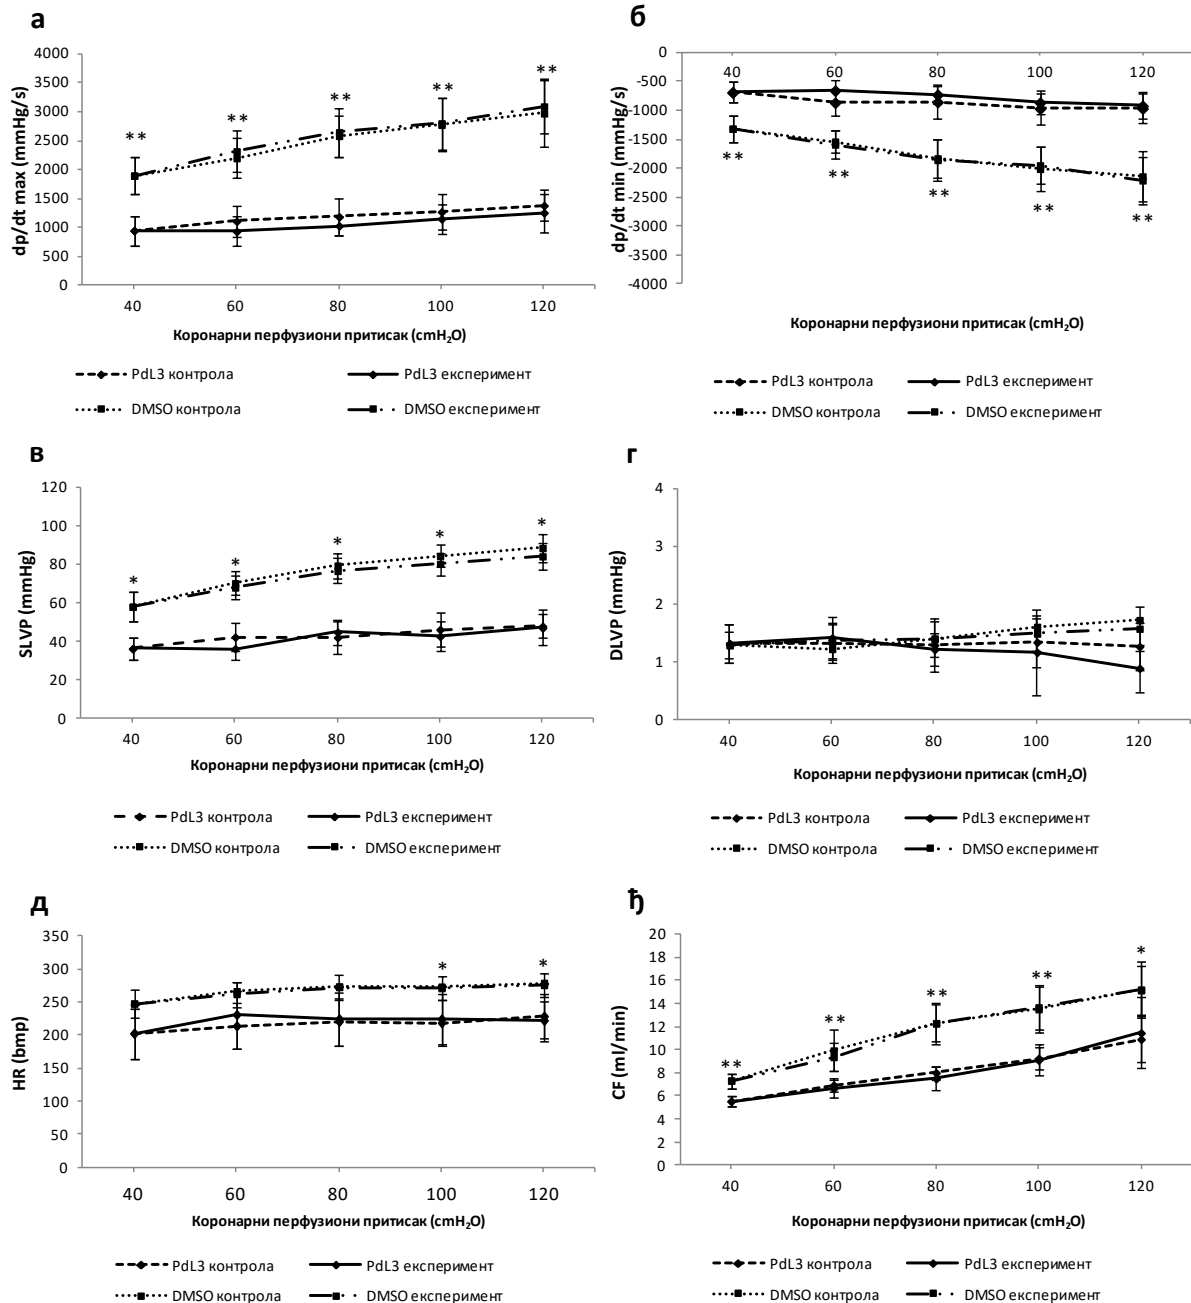 а
dp/dt max (mmHg/s)
4000
3500
3000
2500
2000
1500
1000
500
0
** ** ** ** **
40 60 80 100 120
Коронарни перфузиони притисак (cmH₂O)
PdL3 контрола PdL3 експеримент
DMSO контрола DMSO експеримент
б
dp/dt min (mmHg/s)
0
-500
-1000
-1500
-2000
-2500
-3000
-3500
-4000
40 60 80 100 120
** ** ** ** **
Коронарни перфузиони притисак (cmH₂O)
PdL3 контрола PdL3 експеримент
DMSO контрола DMSO експеримент
в
SLVP (mmHg)
120
100
80
60
40
20
0
* * * * *
40 60 80 100 120
Коронарни перфузиони притисак (cmH₂O)
PdL3 контрола PdL3 експеримент
DMSO контрола DMSO експеримент
г
DLVP (mmHg)
4
3
2
1
0
40 60 80 100 120
Коронарни перфузиони притисак (cmH₂O)
PdL3 контрола PdL3 експеримент
DMSO контрола DMSO експеримент
д
HR (bmp)
350
300
250
200
150
100
50
0
* *
40 60 80 100 120
Коронарни перфузиони притисак (cmH₂O)
PdL3 контрола PdL3 експеримент
DMSO контрола DMSO експеримент
ђ
CF (ml/min)
20
18
16
14
12
10
8
6
4
2
0
** ** ** ** *
40 60 80 100 120
Коронарни перфузиони притисак (cmH₂O)
PdL3 контрола PdL3 експеримент
DMSO контрола DMSO експеримент